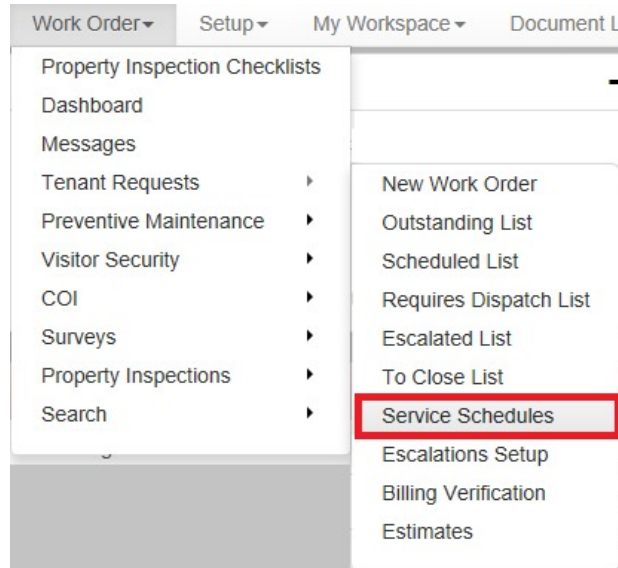 Work Order Setup My Workspace Document L
Property Inspection Checklists
Dashboard
Messages
Tenant Requests
Preventive Maintenance
Visitor Security
COI
Surveys
Property Inspections
Search
New Work Order
Outstanding List
Scheduled List
Requires Dispatch List
Escalated List
To Close List
Service Schedules
Escalations Setup
Billing Verification
Estimates